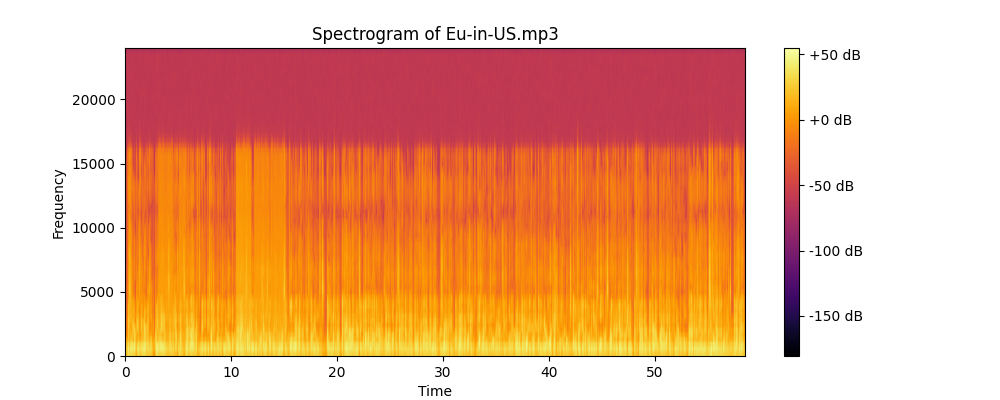 Spectrogram of Eu-in-US.mp3
Frequency
20000
15000
10000
5000
0
0 10 20 30 40 50
Time
+50 dB
+0 dB
-50 dB
-100 dB
-150 dB